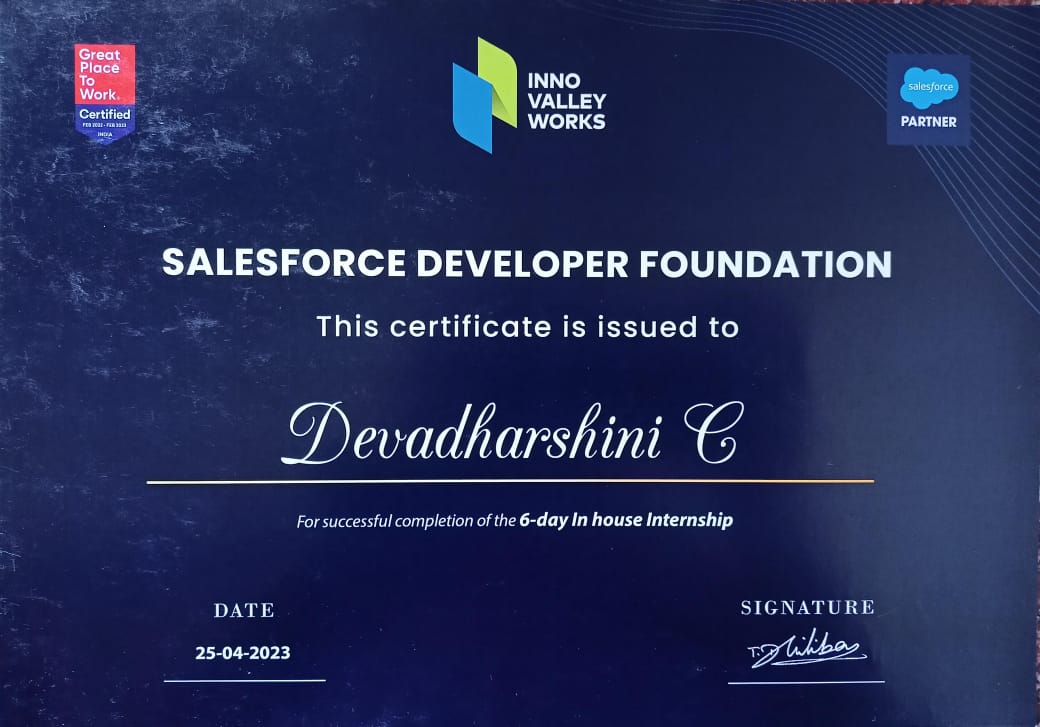 Great
Place
To
Work.
Certified
FEB 2022 - FEB 2023
INDIA
INNO
VALLEY
WORKS
salesforce
PARTNER
SALESFORCE DEVELOPER FOUNDATION
This certificate is issued to
Devadharshini C
For successful completion of the 6-day In house Internship
DATE
25-04-2023
SIGNATURE